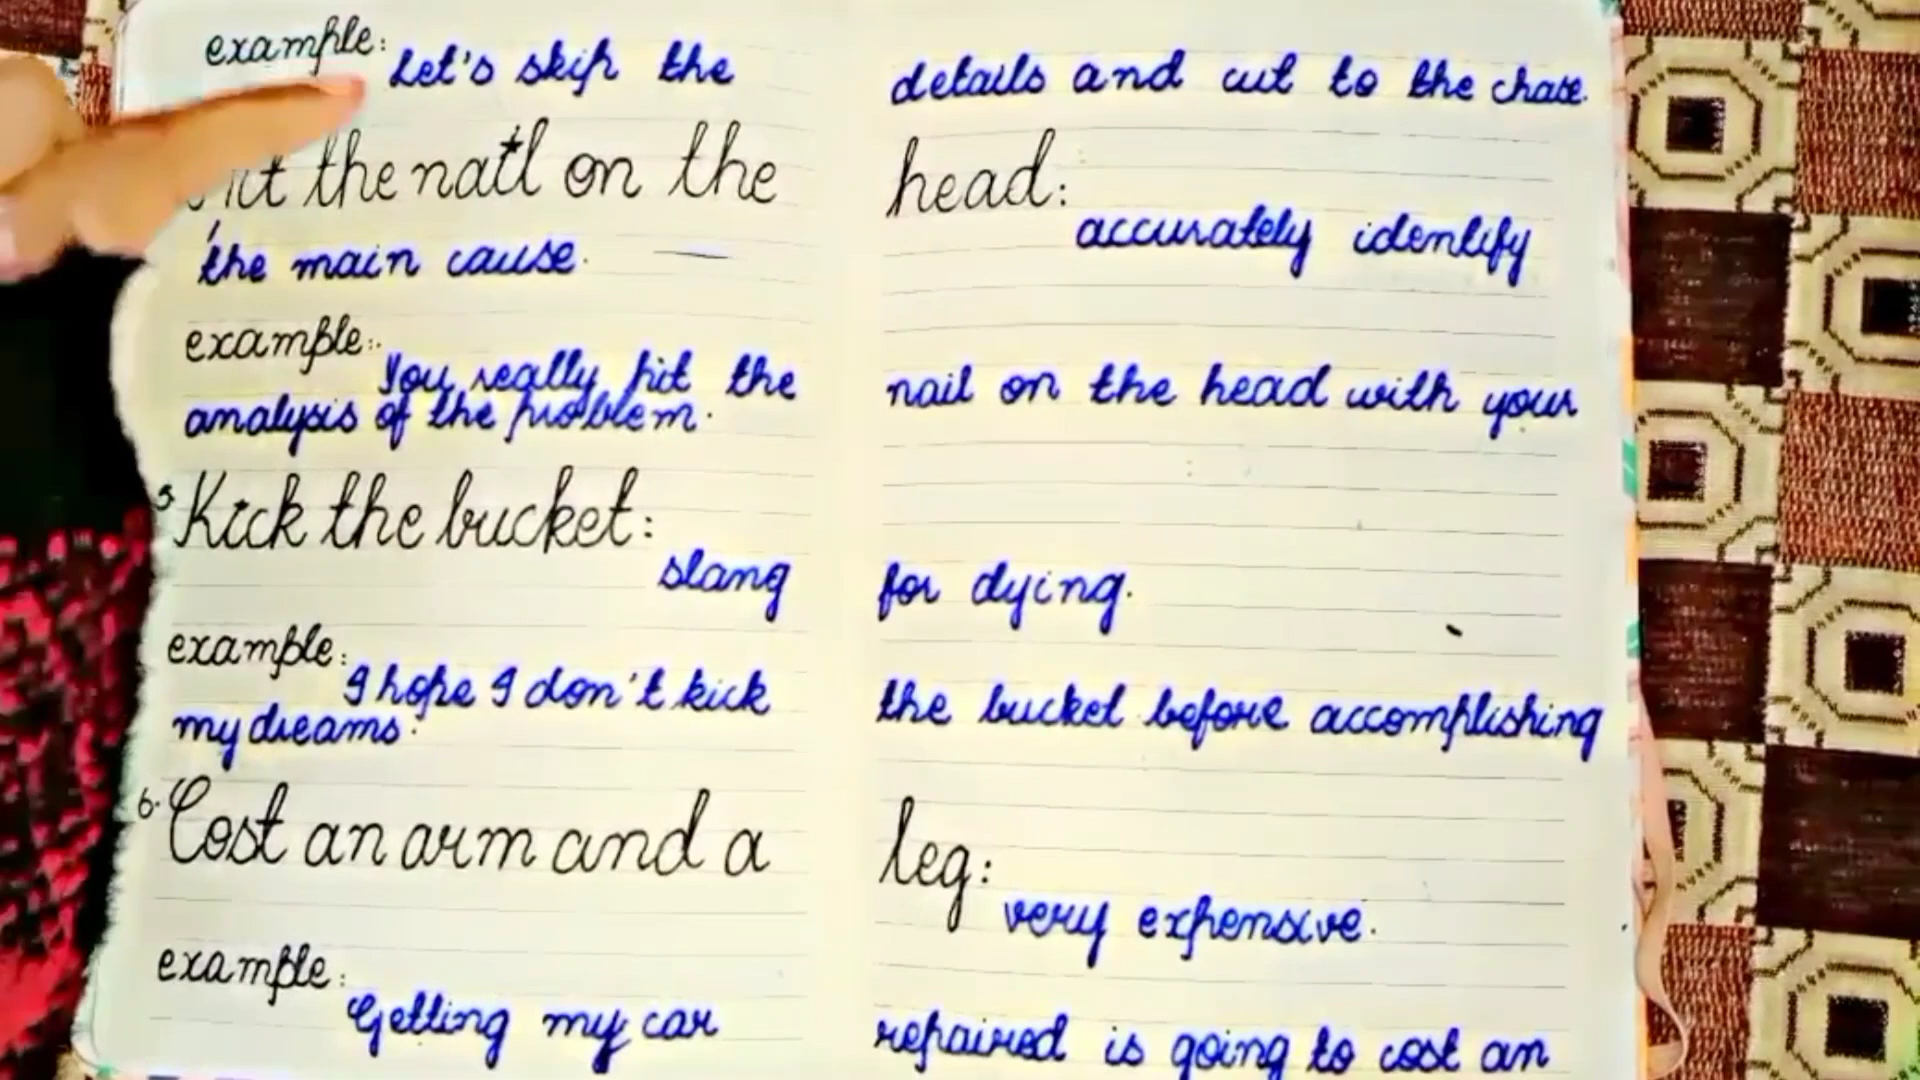 example: Let's skip the details and cut to the chase.
the nail on the head:
accurately identify
the main cause.
example: You really hit the nail on the head with your
analysis of the problem.
5. Kick the bucket:
slang for dying.
example: I hope I don't kick the bucket before accomplishing
my dreams.
6. Cost an arm and a leg:
very expensive.
example: Getting my car repaired is going to cost an